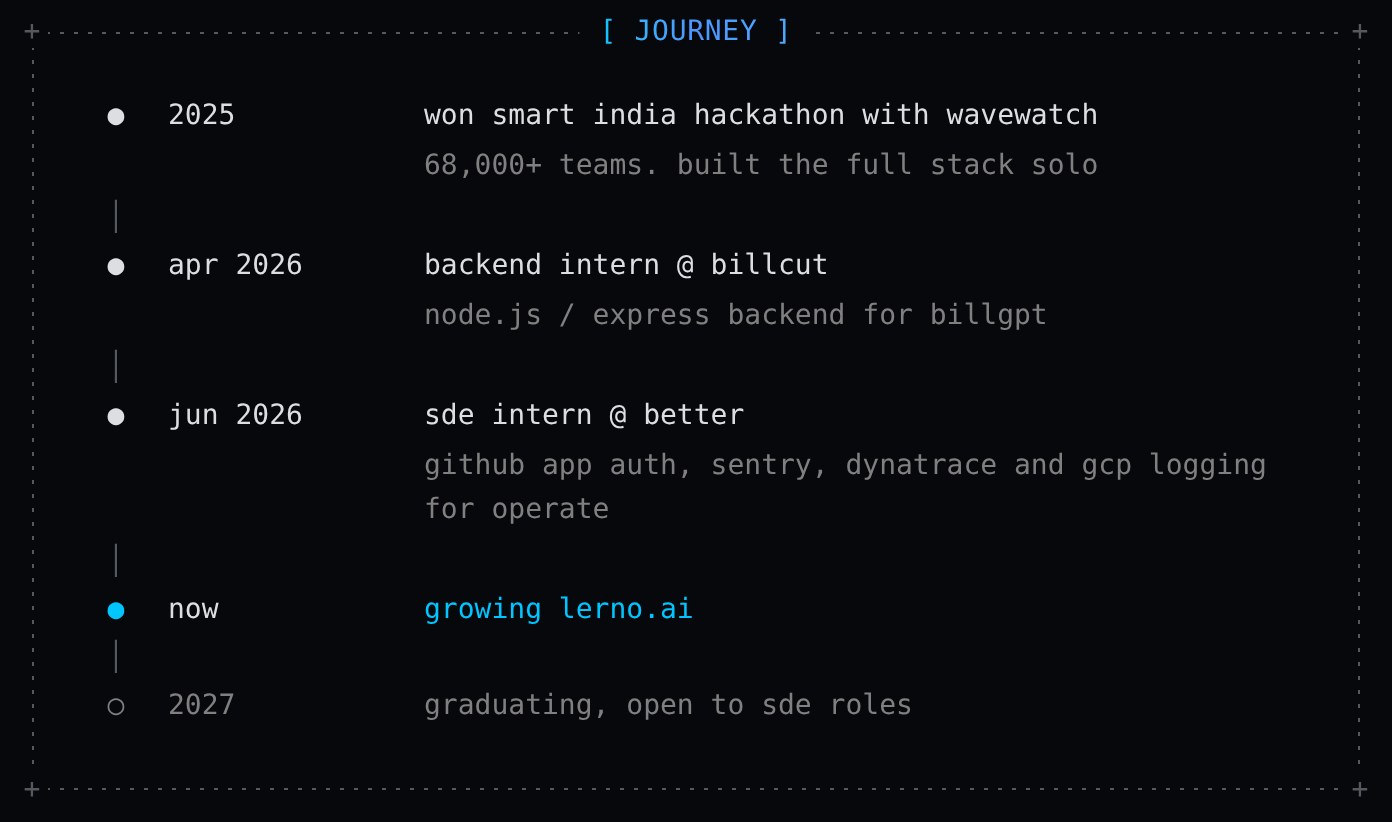 [ JOURNEY ]
2025 won smart india hackathon with wavewatch
68,000+ teams. built the full stack solo
apr 2026 backend intern @ billcut
node.js / express backend for billgpt
jun 2026 sde intern @ better
github app auth, sentry, dynatrace and gcp logging
for operate
now growing lerno.ai
2027 graduating, open to sde roles